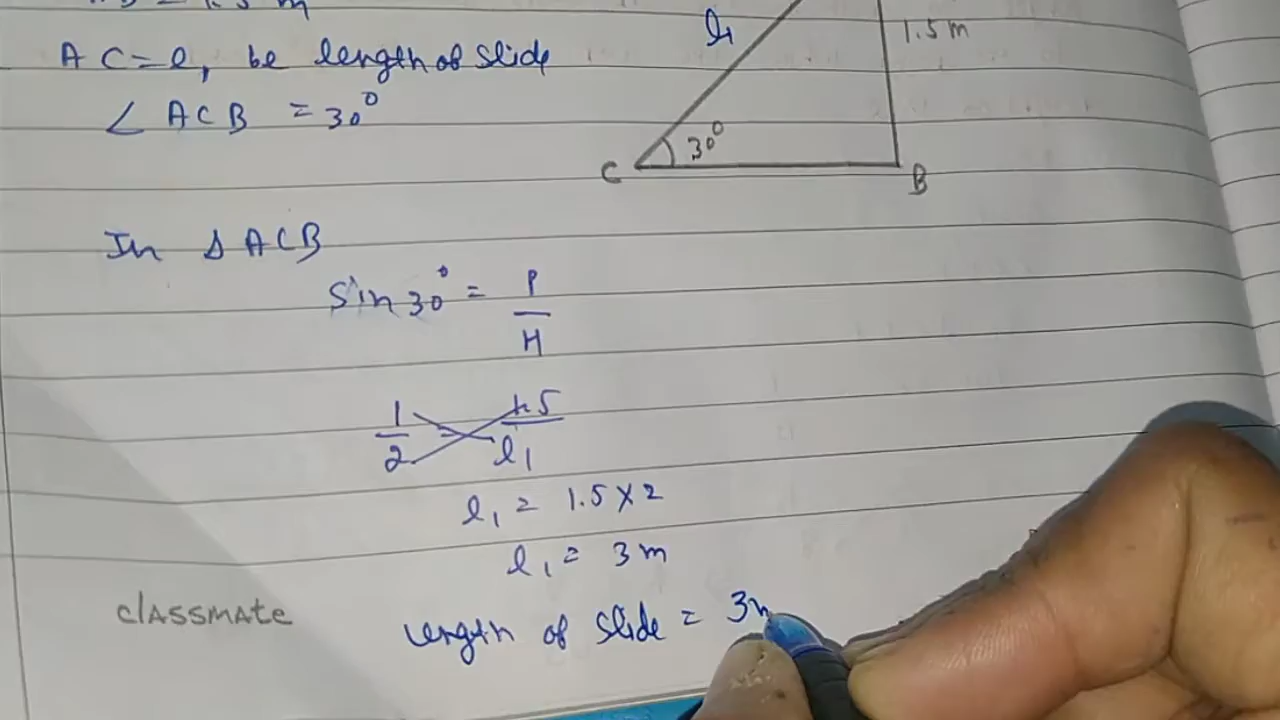 l1
1.5 m
AC = l, be length of slide
∠ ACB = 30°
30°
C
B
In Δ ACB
Sin 30° = P
H
1 1.5
2 = l1
l1 = 1.5 × 2
l1 = 3 m
classmate
Length of slide = 3m